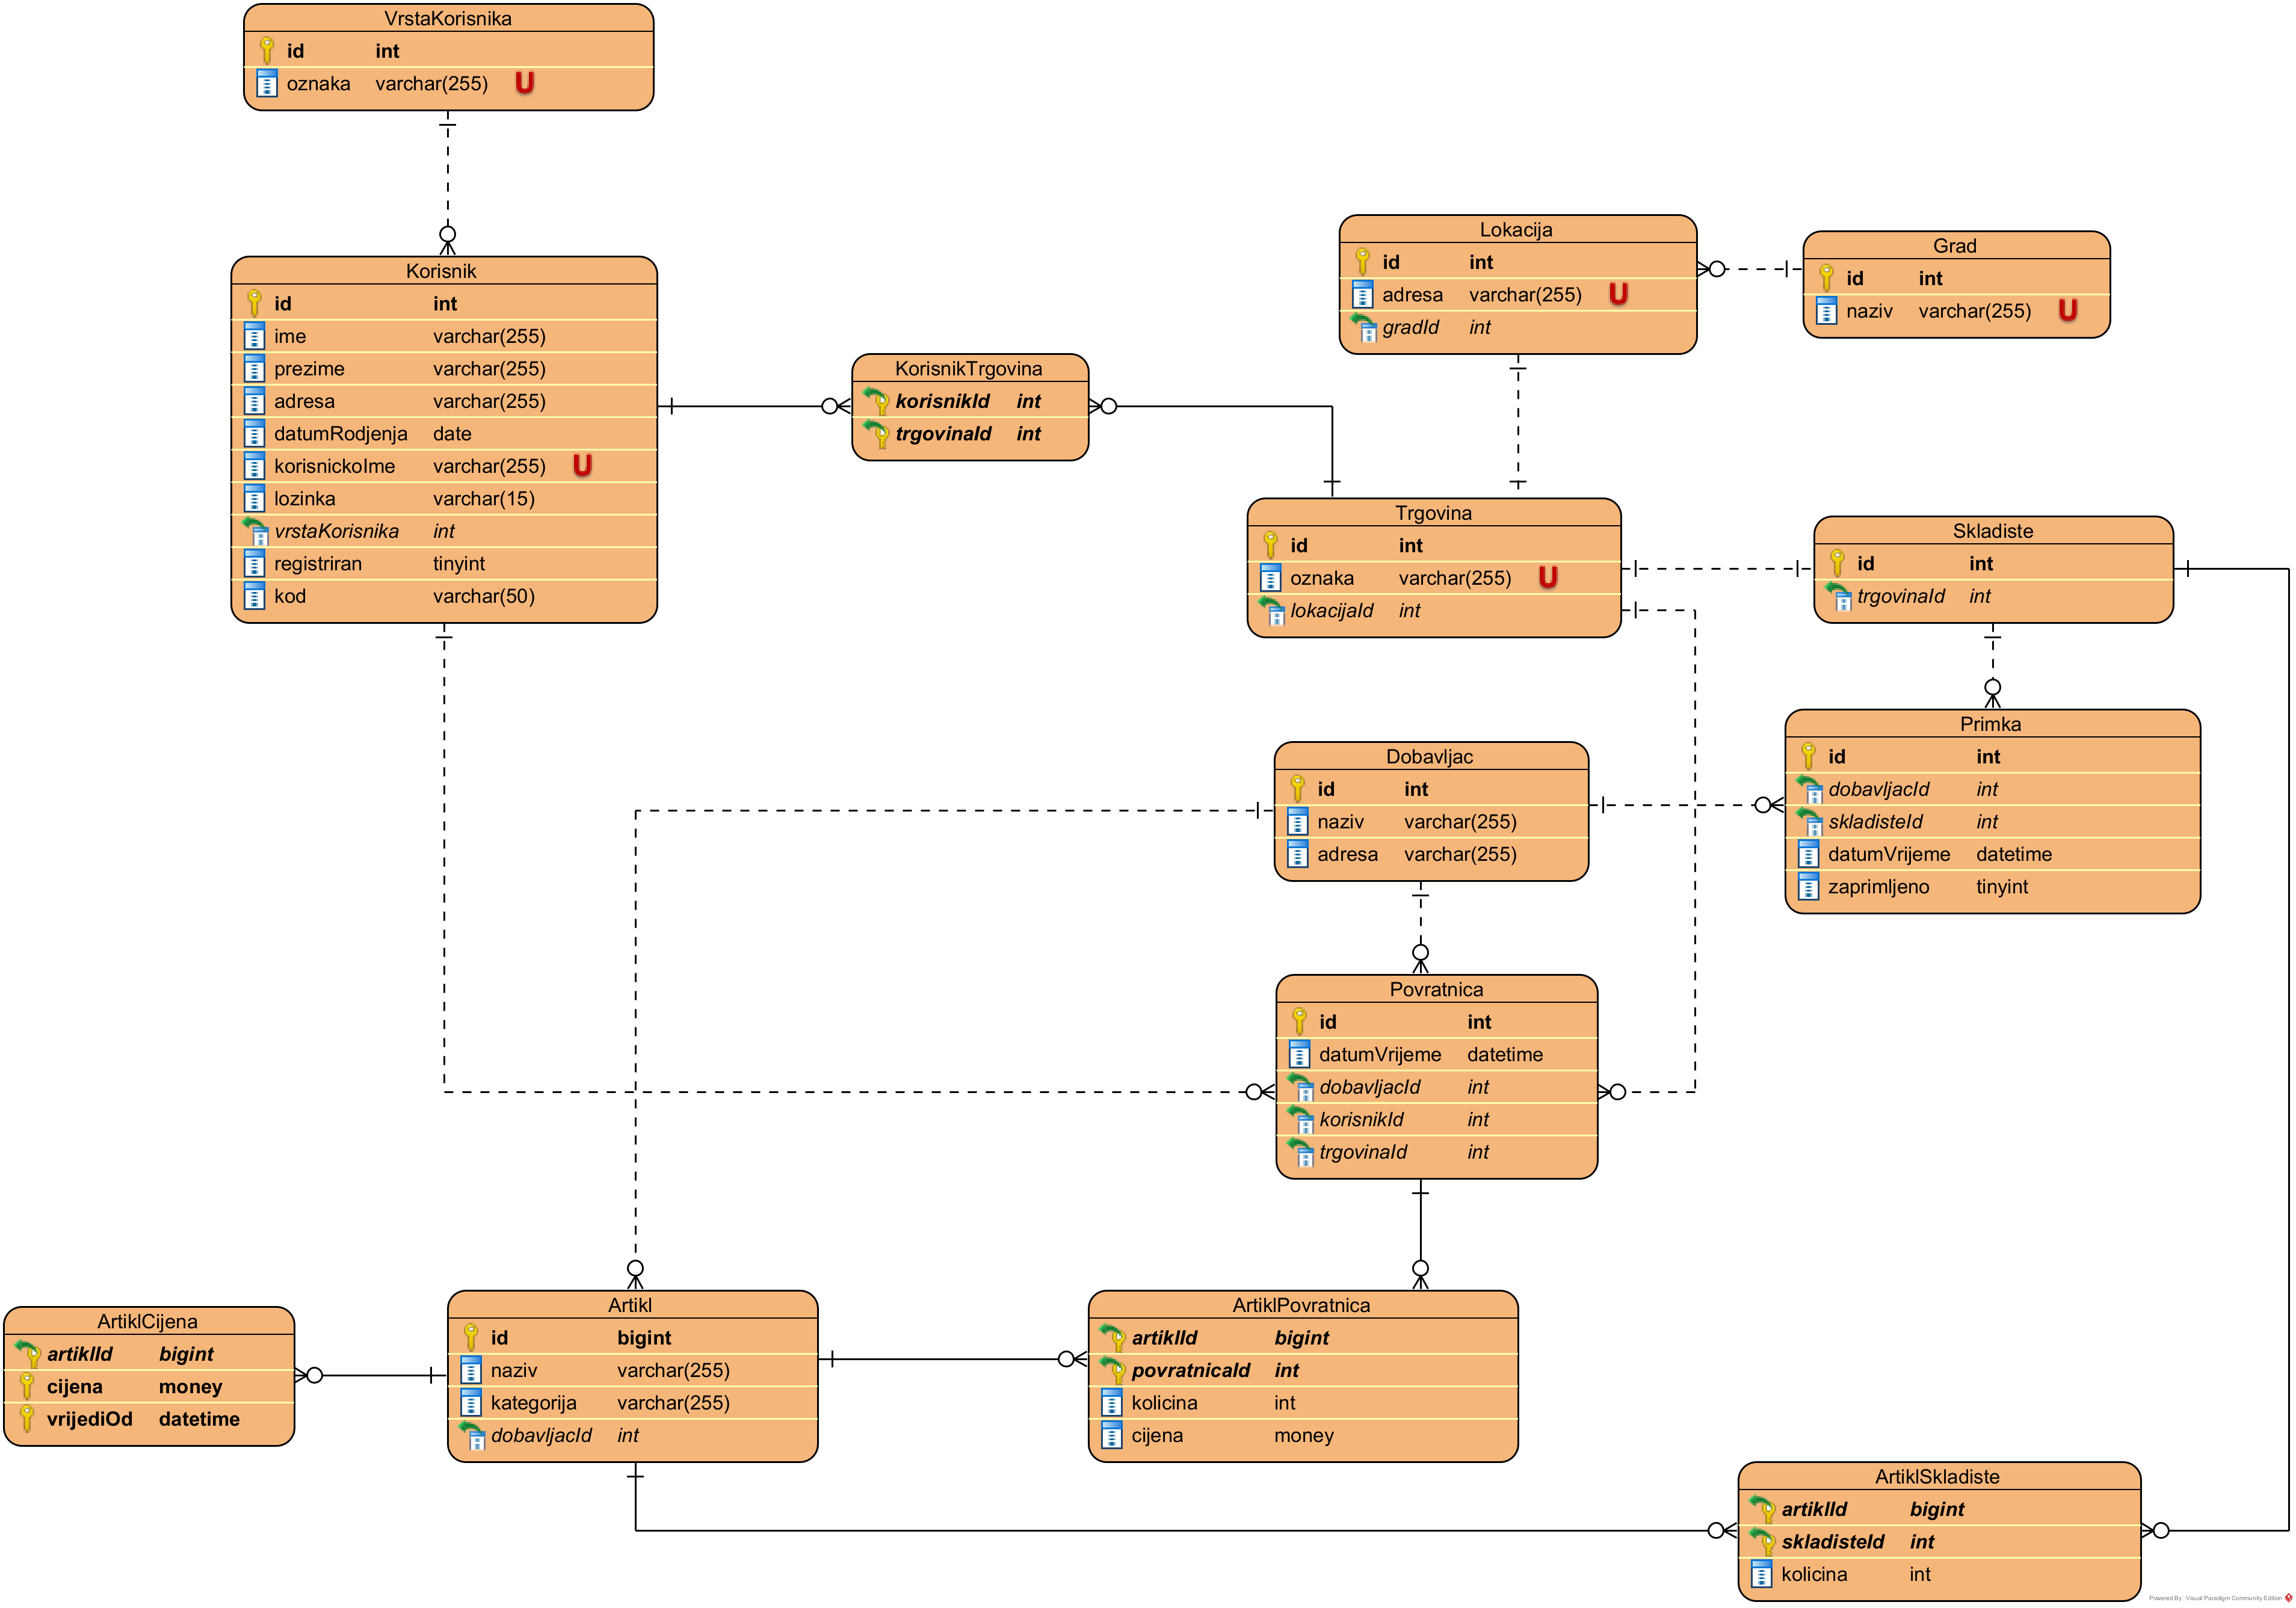 VrstaKorisnika
id int
oznaka varchar(255) U
Korisnik
id int
ime varchar(255)
prezime varchar(255)
adresa varchar(255)
datumRodjenja date
korisnickoIme varchar(255) U
lozinka varchar(15)
vrstaKorisnika int
registriran tinyint
kod varchar(50)
KorisnikTrgovina
korisnikId int
trgovinaId int
Lokacija
id int
adresa varchar(255) U
gradId int
Grad
id int
naziv varchar(255) U
Trgovina
id int
oznaka varchar(255) U
lokacijaId int
Skladiste
id int
trgovinaId int
Primka
id int
dobavljacId int
skladisteId int
datumVrijeme datetime
zaprimljeno tinyint
Dobavljac
id int
naziv varchar(255)
adresa varchar(255)
Povratnica
id int
datumVrijeme datetime
dobavljacId int
korisnikId int
trgovinaId int
ArtiklCijena
artiklId bigint
cijena money
vrijediOd datetime
Artikl
id bigint
naziv varchar(255)
kategorija varchar(255)
dobavljacId int
ArtiklPovratnica
artiklId bigint
povratnicaId int
kolicina int
cijena money
ArtiklSkladiste
artiklId bigint
skladisteId int
kolicina int
Powered By: Visual Paradigm Community Edition